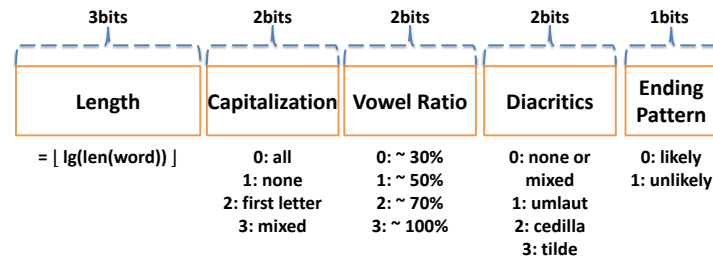 3bits 2bits 2bits 2bits 1bits
Length Capitalization Vowel Ratio Diacritics Ending Pattern
= ⌊ lg(len(word)) ⌋
0: all
1: none
2: first letter
3: mixed
0: ~ 30%
1: ~ 50%
2: ~ 70%
3: ~ 100%
0: none or
mixed
1: umlaut
2: cedilla
3: tilde
0: likely
1: unlikely